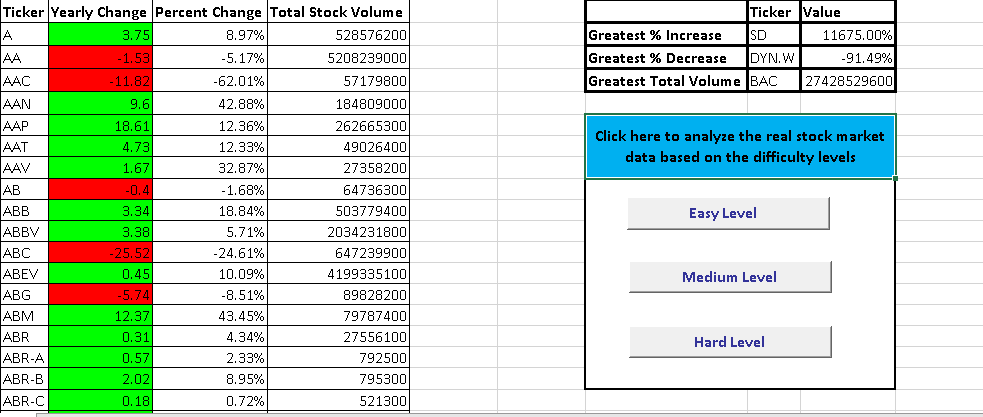 Ticker Yearly Change Percent Change Total Stock Volume
A 3.75 8.97% 528576200
AA -1.53 -5.17% 5208239000
AAC -11.82 -62.01% 57179800
AAN 9.6 42.88% 184809000
AAP 18.61 12.36% 262665300
AAT 4.73 12.33% 49026400
AAV 1.67 32.87% 27358200
AB -0.4 -1.68% 64736300
ABB 3.34 18.84% 503779400
ABBV 3.38 5.71% 2034231800
ABC -25.52 -24.61% 647239900
ABEV 0.45 10.09% 4199335100
ABG -5.74 -8.51% 89828200
ABM 12.37 43.45% 79787400
ABR 0.31 4.34% 27556100
ABR-A 0.57 2.33% 792500
ABR-B 2.02 8.95% 795300
ABR-C 0.18 0.72% 521300
Ticker Value
Greatest % Increase SD 11675.00%
Greatest % Decrease DYN.W -91.49%
Greatest Total Volume BAC 27428529600
Click here to analyze the real stock market
data based on the difficulty levels
Easy Level
Medium Level
Hard Level